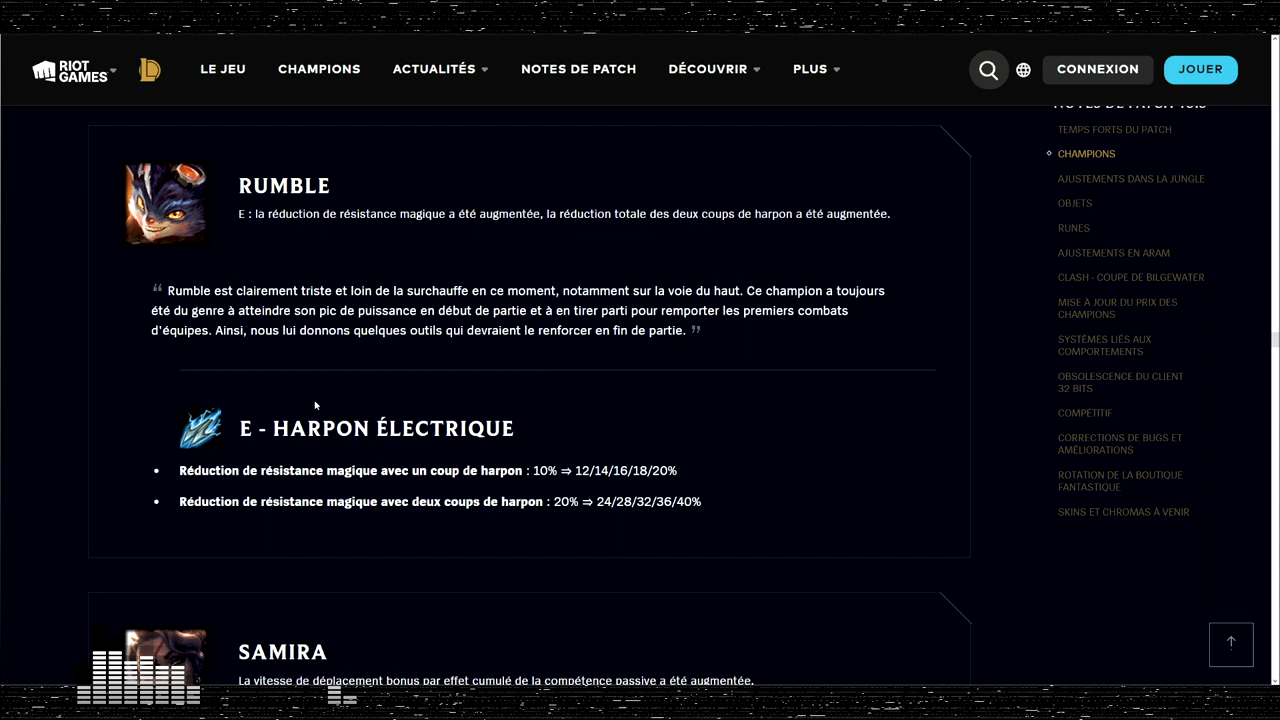 RIOT GAMES
LE JEU
CHAMPIONS
ACTUALITÉS
NOTES DE PATCH
DÉCOUVRIR
PLUS
CONNEXION
JOUER
RUMBLE
E : la réduction de résistance magique a été augmentée, la réduction totale des deux coups de harpon a été augmentée.
“ Rumble est clairement triste et loin de la surchauffe en ce moment, notamment sur la voie du haut. Ce champion a toujours
été du genre à atteindre son pic de puissance en début de partie et à en tirer parti pour remporter les premiers combats
d'équipes. Ainsi, nous lui donnons quelques outils qui devraient le renforcer en fin de partie. ”
E - HARPON ÉLECTRIQUE
• Réduction de résistance magique avec un coup de harpon : 10% ⇒ 12/14/16/18/20%
• Réduction de résistance magique avec deux coups de harpon : 20% ⇒ 24/28/32/36/40%
SAMIRA
La vitesse de déplacement bonus par effet cumulé de la compétence passive a été augmentée.
NOTES DE PATCH
TEMPS FORTS DU PATCH
CHAMPIONS
AJUSTEMENTS DANS LA JUNGLE
OBJETS
RUNES
AJUSTEMENTS EN ARAM
CLASH - COUPE DE BILGEWATER
MISE À JOUR DU PRIX DES
CHAMPIONS
SYSTÈMES LIÉS AUX
COMPORTEMENTS
OBSOLESCENCE DU CLIENT
32 BITS
COMPÉTITIF
CORRECTIONS DE BUGS ET
AMÉLIORATIONS
ROTATION DE LA BOUTIQUE
FANTASTIQUE
SKINS ET CHROMAS À VENIR